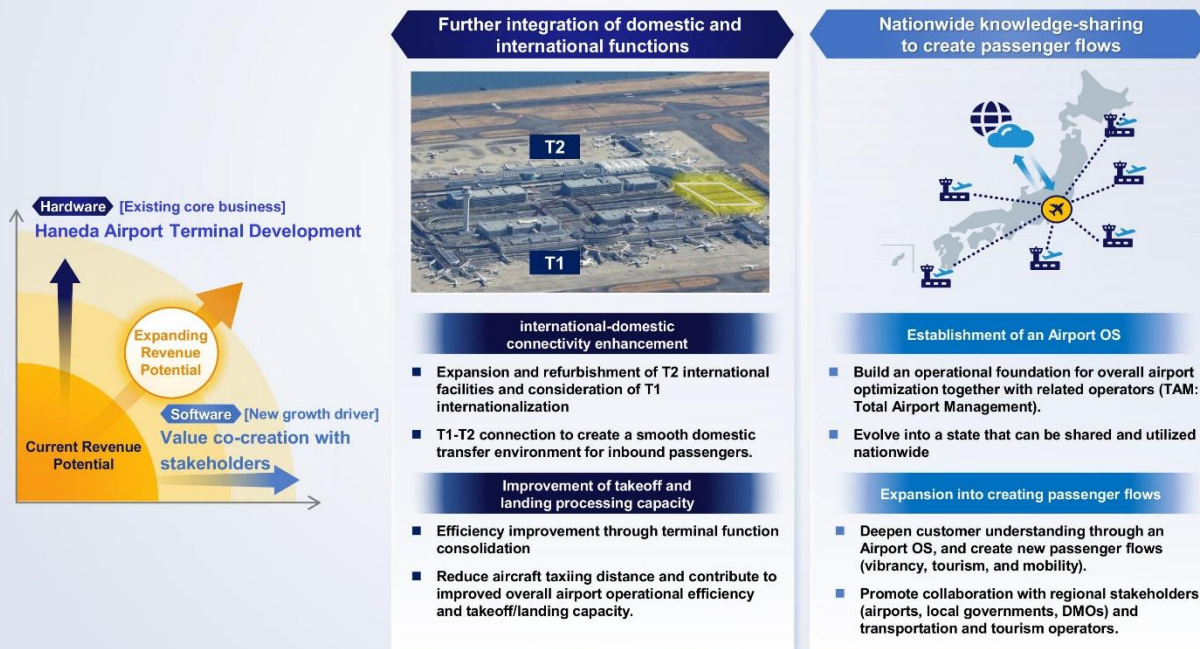 Hardware [Existing core business]
Haneda Airport Terminal Development
Expanding
Revenue
Potential
Software [New growth driver]
Value co-creation with
stakeholders
Current Revenue
Potential
Further integration of domestic and
international functions
T2
T1
international-domestic
connectivity enhancement
■ Expansion and refurbishment of T2 international
facilities and consideration of T1
internationalization
■ T1-T2 connection to create a smooth domestic
transfer environment for inbound passengers.
Improvement of takeoff and
landing processing capacity
■ Efficiency improvement through terminal function
consolidation
■ Reduce aircraft taxiing distance and contribute to
improved overall airport operational efficiency
and takeoff/landing capacity.
Nationwide knowledge-sharing
to create passenger flows
Establishment of an Airport OS
■ Build an operational foundation for overall airport
optimization together with related operators (TAM:
Total Airport Management).
■ Evolve into a state that can be shared and utilized
nationwide
Expansion into creating passenger flows
■ Deepen customer understanding through an
Airport OS, and create new passenger flows
(vibrancy, tourism, and mobility).
■ Promote collaboration with regional stakeholders
(airports, local governments, DMOs) and
transportation and tourism operators.